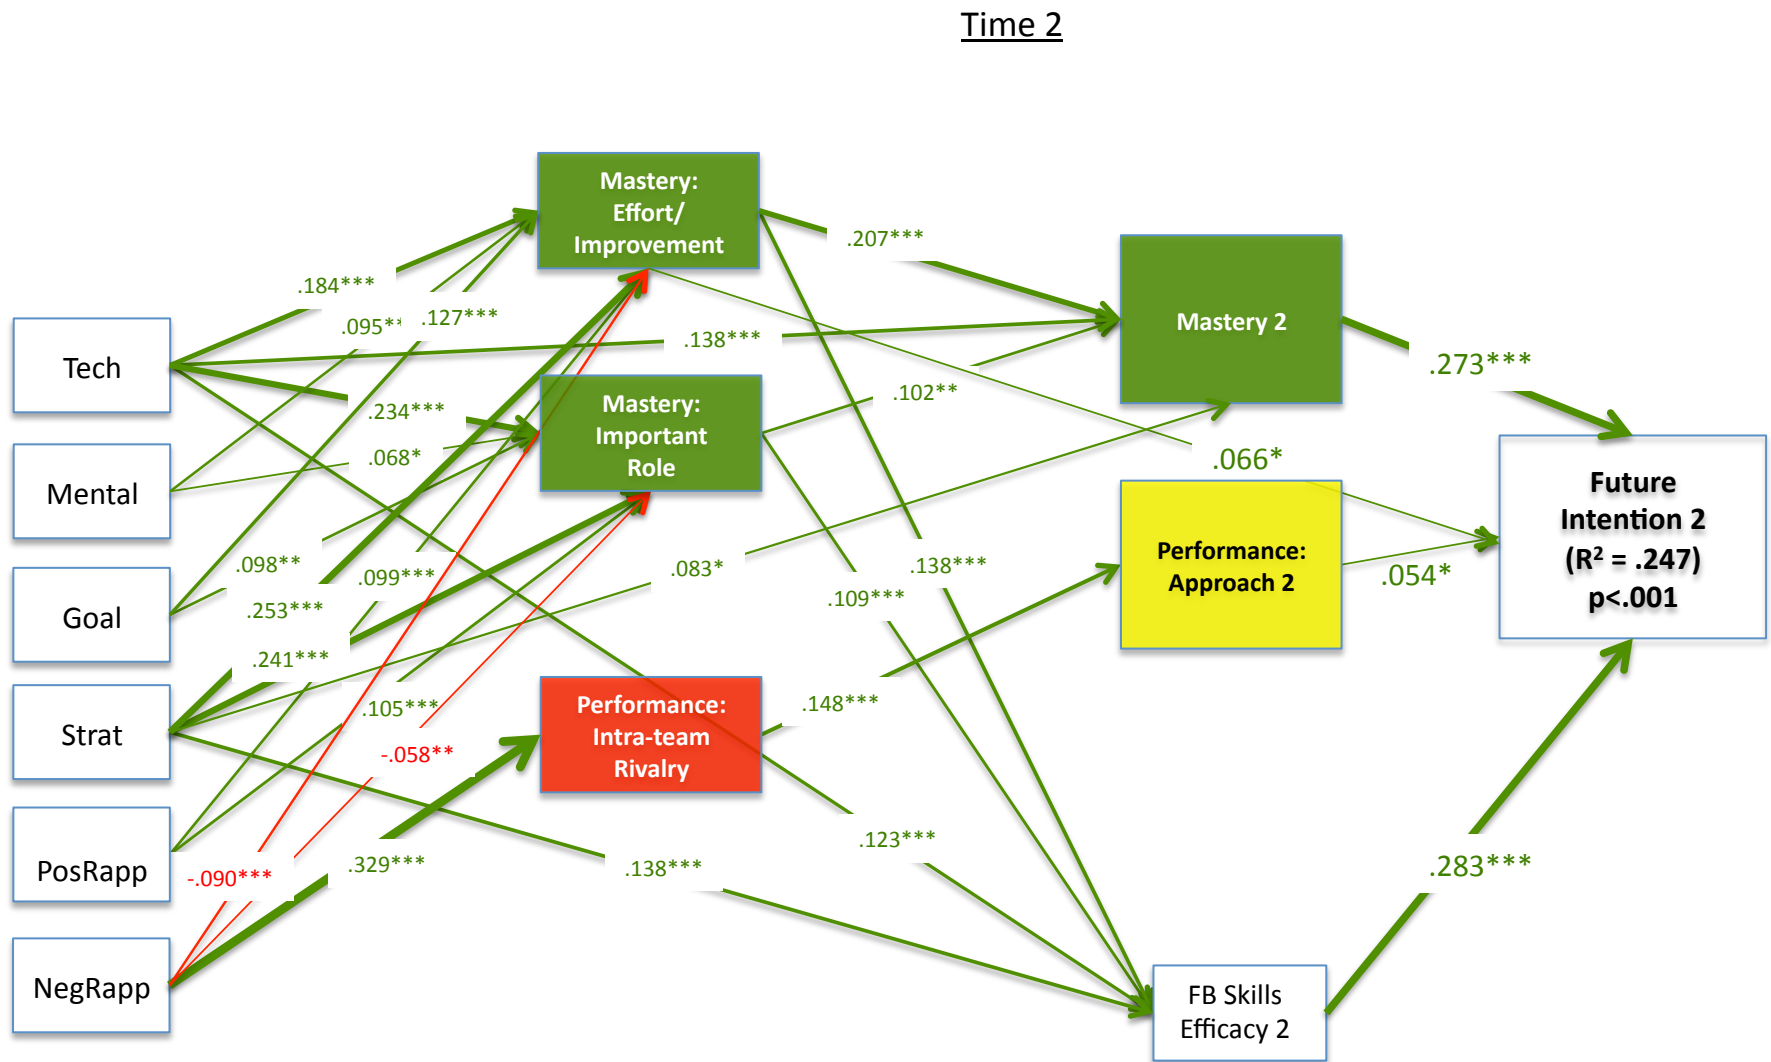 Time 2
Mastery:
Effort/
Improvement
.207***
.184***
.095**
.127***
.138***
Tech
Mastery 2
.273***
Mastery:
Important
Role
.234***
.102**
.068*
.066*
Mental
Future
Intention 2
(R² = .247)
p<.001
Performance:
Approach 2
.054*
.098**
.099***
.083*
.138***
.109***
.253***
Goal
.241***
.105***
-.058**
Performance:
Intra-team
Rivalry
.148***
Strat
.329***
.138***
.123***
.283***
PosRapp
-.090***
NegRapp
FB Skills
Efficacy 2